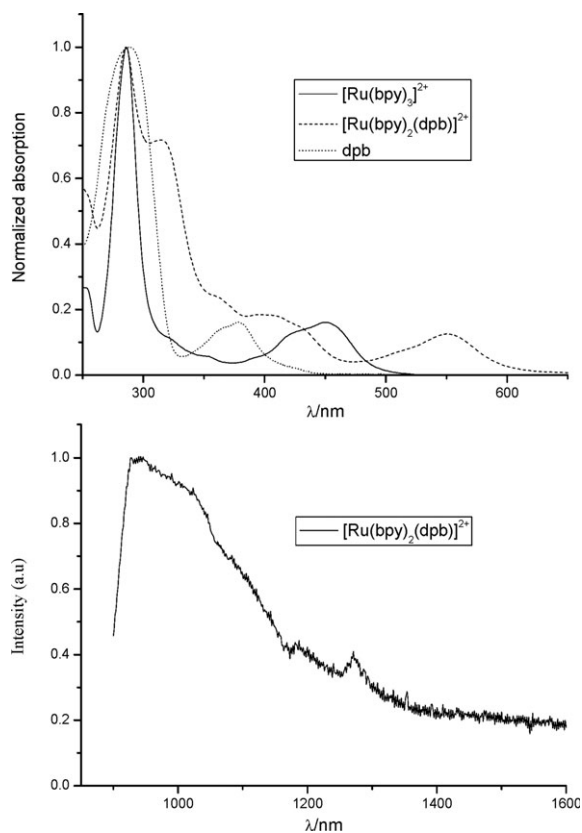 1.0
0.8
0.6
0.4
0.2
0.0
Normalized absorption
[Ru(bpy)₃]²⁺
[Ru(bpy)₂(dpb)]²⁺
dpb
300 400 500 600
λ/nm
1.0
0.8
0.6
0.4
0.2
0.0
Intensity (a.u)
[Ru(bpy)₂(dpb)]²⁺
1000 1200 1400 1600
λ/nm